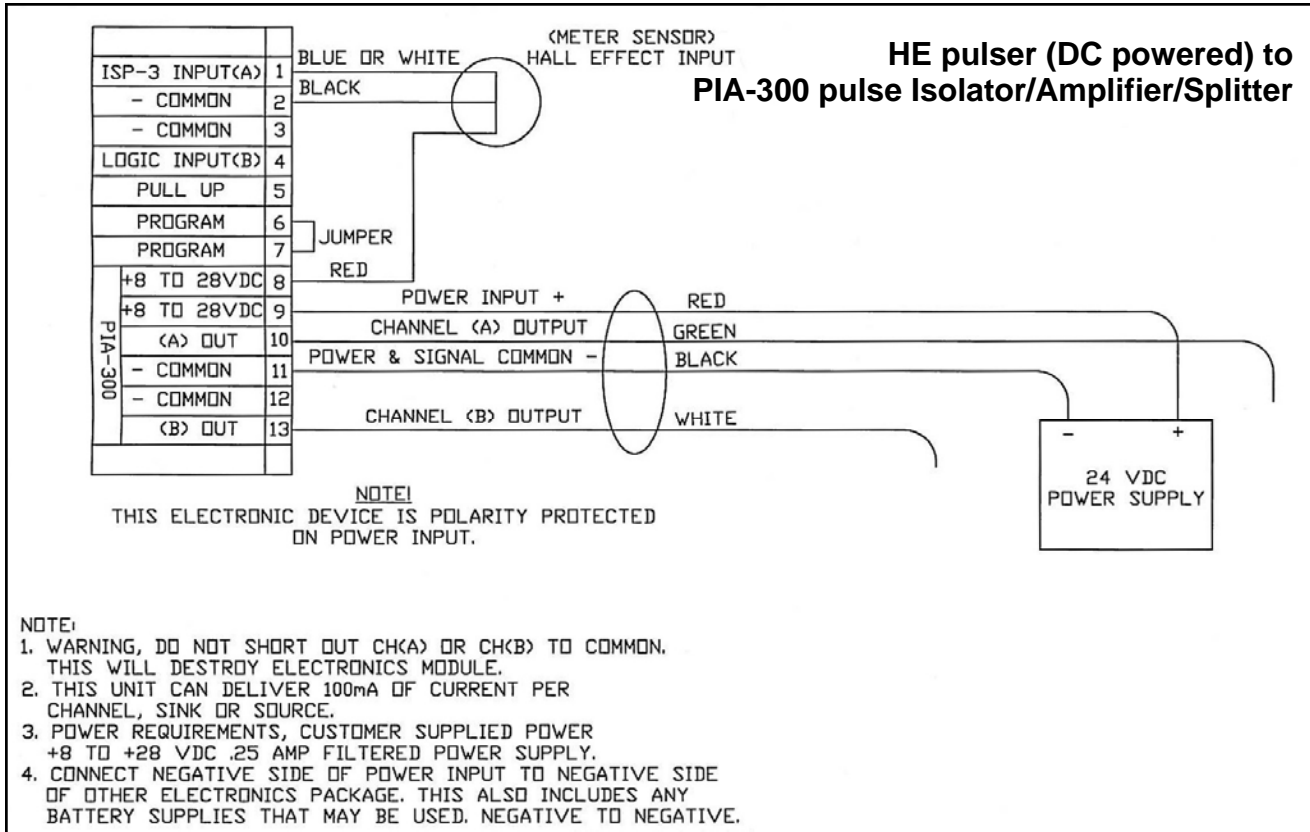 HE pulser (DC powered) to
PIA-300 pulse Isolator/Amplifier/Splitter
(METER SENSOR)
HALL EFFECT INPUT
BLUE OR WHITE
BLACK
ISP-3 INPUT(A) 1
- COMMON 2
- COMMON 3
LOGIC INPUT(B) 4
PULL UP 5
PROGRAM 6
PROGRAM 7
JUMPER
RED
PIA-300
+8 TO 28VDC 8
+8 TO 28VDC 9
(A) OUT 10
- COMMON 11
- COMMON 12
(B) OUT 13
POWER INPUT + RED
CHANNEL (A) OUTPUT GREEN
POWER & SIGNAL COMMON - BLACK
CHANNEL (B) OUTPUT WHITE
- +
24 VDC
POWER SUPPLY
NOTE!
THIS ELECTRONIC DEVICE IS POLARITY PROTECTED
ON POWER INPUT.
NOTE:
1. WARNING, DO NOT SHORT OUT CH(A) OR CH(B) TO COMMON.
THIS WILL DESTROY ELECTRONICS MODULE.
2. THIS UNIT CAN DELIVER 100mA OF CURRENT PER
CHANNEL, SINK OR SOURCE.
3. POWER REQUIREMENTS, CUSTOMER SUPPLIED POWER
+8 TO +28 VDC .25 AMP FILTERED POWER SUPPLY.
4. CONNECT NEGATIVE SIDE OF POWER INPUT TO NEGATIVE SIDE
OF OTHER ELECTRONICS PACKAGE. THIS ALSO INCLUDES ANY
BATTERY SUPPLIES THAT MAY BE USED. NEGATIVE TO NEGATIVE.